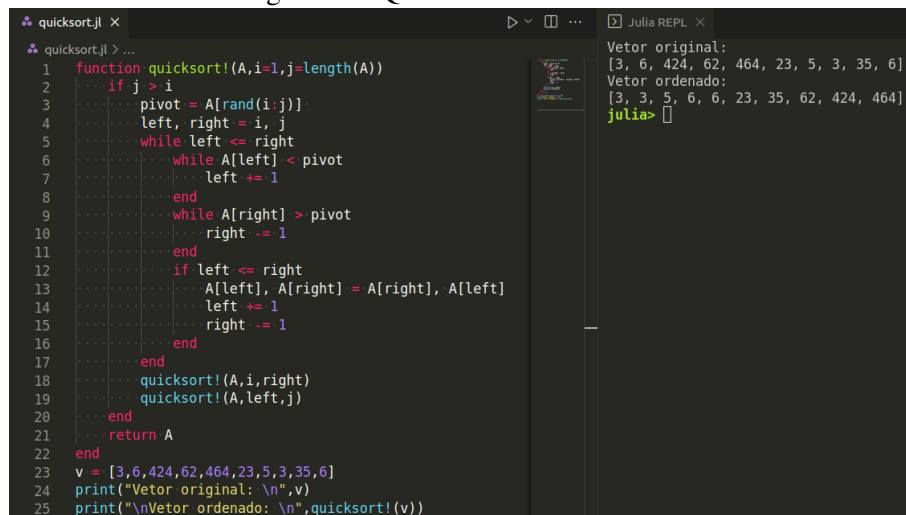 quicksort.jl
quicksort.jl > ...
1 function quicksort!(A,i=1,j=length(A))
2     if j > i
3         pivot = A[rand(i:j)]
4         left, right = i, j
5         while left <= right
6             while A[left] < pivot
7                 left += 1
8             end
9             while A[right] > pivot
10                 right -= 1
11             end
12             if left <= right
13                 A[left], A[right] = A[right], A[left]
14                 left += 1
15                 right -= 1
16             end
17         end
18         quicksort!(A,i,right)
19         quicksort!(A,left,j)
20     end
21     return A
22 end
23 v = [3,6,424,62,464,23,5,3,35,6]
24 print("Vetor original: \n",v)
25 print("\nVetor ordenado: \n",quicksort!(v))
Julia REPL
Vetor original:
[3, 6, 424, 62, 464, 23, 5, 3, 35, 6]
Vetor ordenado:
[3, 3, 5, 6, 6, 23, 35, 62, 424, 464]
julia>